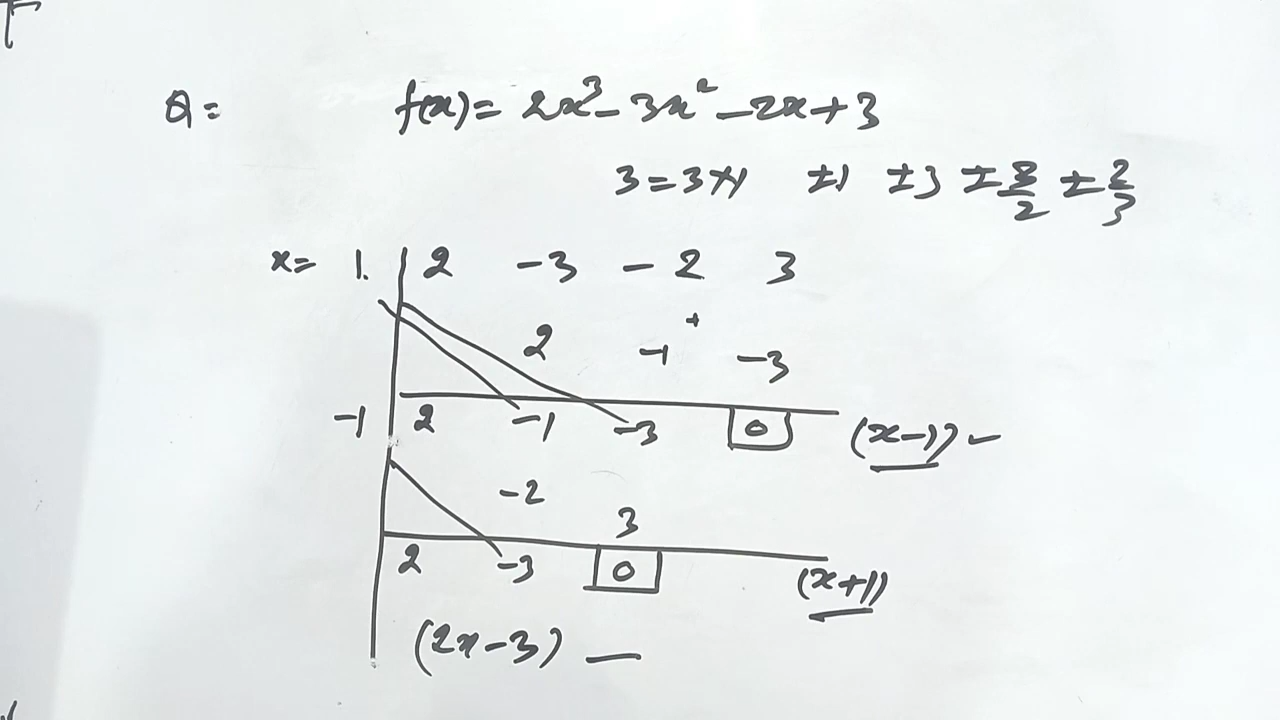 Q= f(x)= 2x³-3x²-2x+3
3=3×1 ±1 ±3 ±3/2 ±2/3
x= 1. 2 -3 -2 3
+
2 -1 -3
-1 2 -1 -3 0 (x-1)
-2 3
2 -3 0 (x+1)
(2x-3)